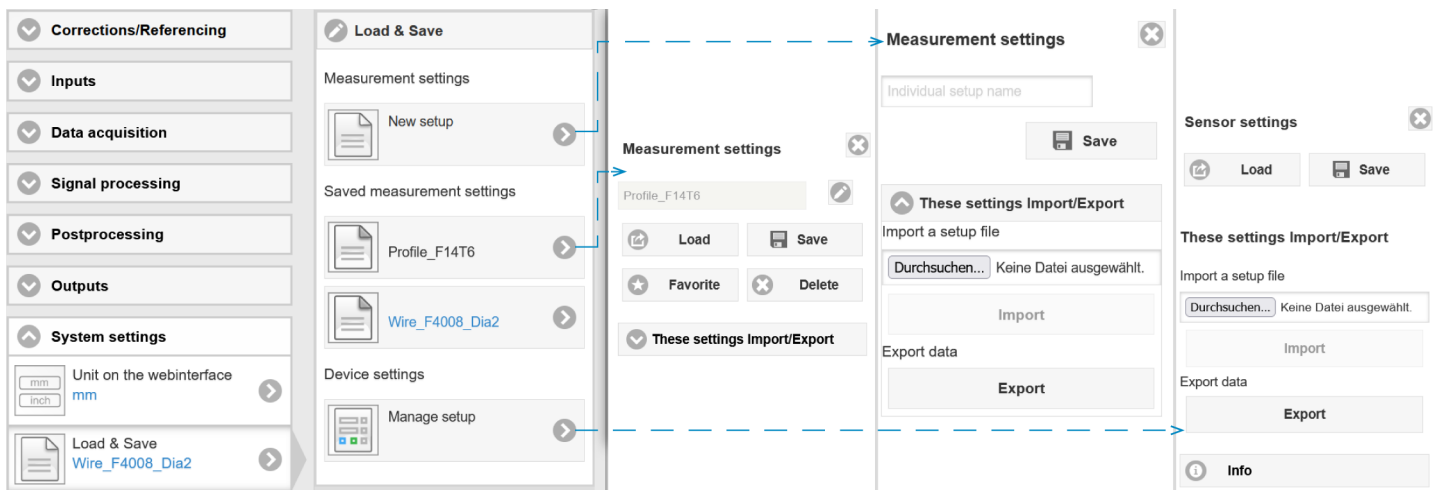 Corrections/Referencing
Inputs
Data acquisition
Signal processing
Postprocessing
Outputs
System settings
mm
inch
Unit on the webinterface
mm
Load & Save
Wire_F4008_Dia2
Load & Save
Measurement settings
New setup
Saved measurement settings
Profile_F14T6
Wire_F4008_Dia2
Device settings
Manage setup
Measurement settings
Profile_F14T6
Load
Save
Favorite
Delete
These settings Import/Export
Measurement settings
Individual setup name
Save
These settings Import/Export
Import a setup file
Durchsuchen... Keine Datei ausgewählt.
Import
Export data
Export
Sensor settings
Load
Save
These settings Import/Export
Import a setup file
Durchsuchen... Keine Datei ausgewählt.
Import
Export data
Export
Info